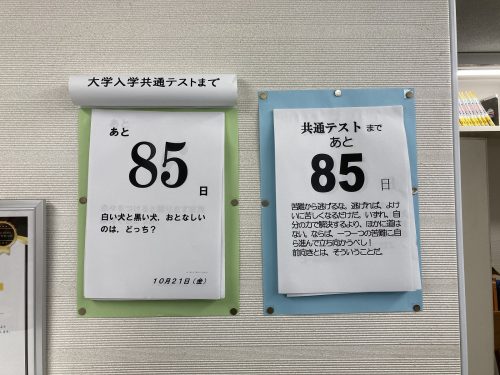 大学入学共通テストまで
あと
85
日
白い犬と黒い犬、おとなしい
のは、どっち？
10月21日(金)
共通テスト まで
あと
85 日
苦難から逃げるな。逃げれば、よけ
いに苦しくなるだけだ。いずれ、自
分の力で解決するより、ほかに道は
ない。ならば、一つ一つの苦難に自
ら進んで立ち向かうべし！
前向きとは、そういうことだ。